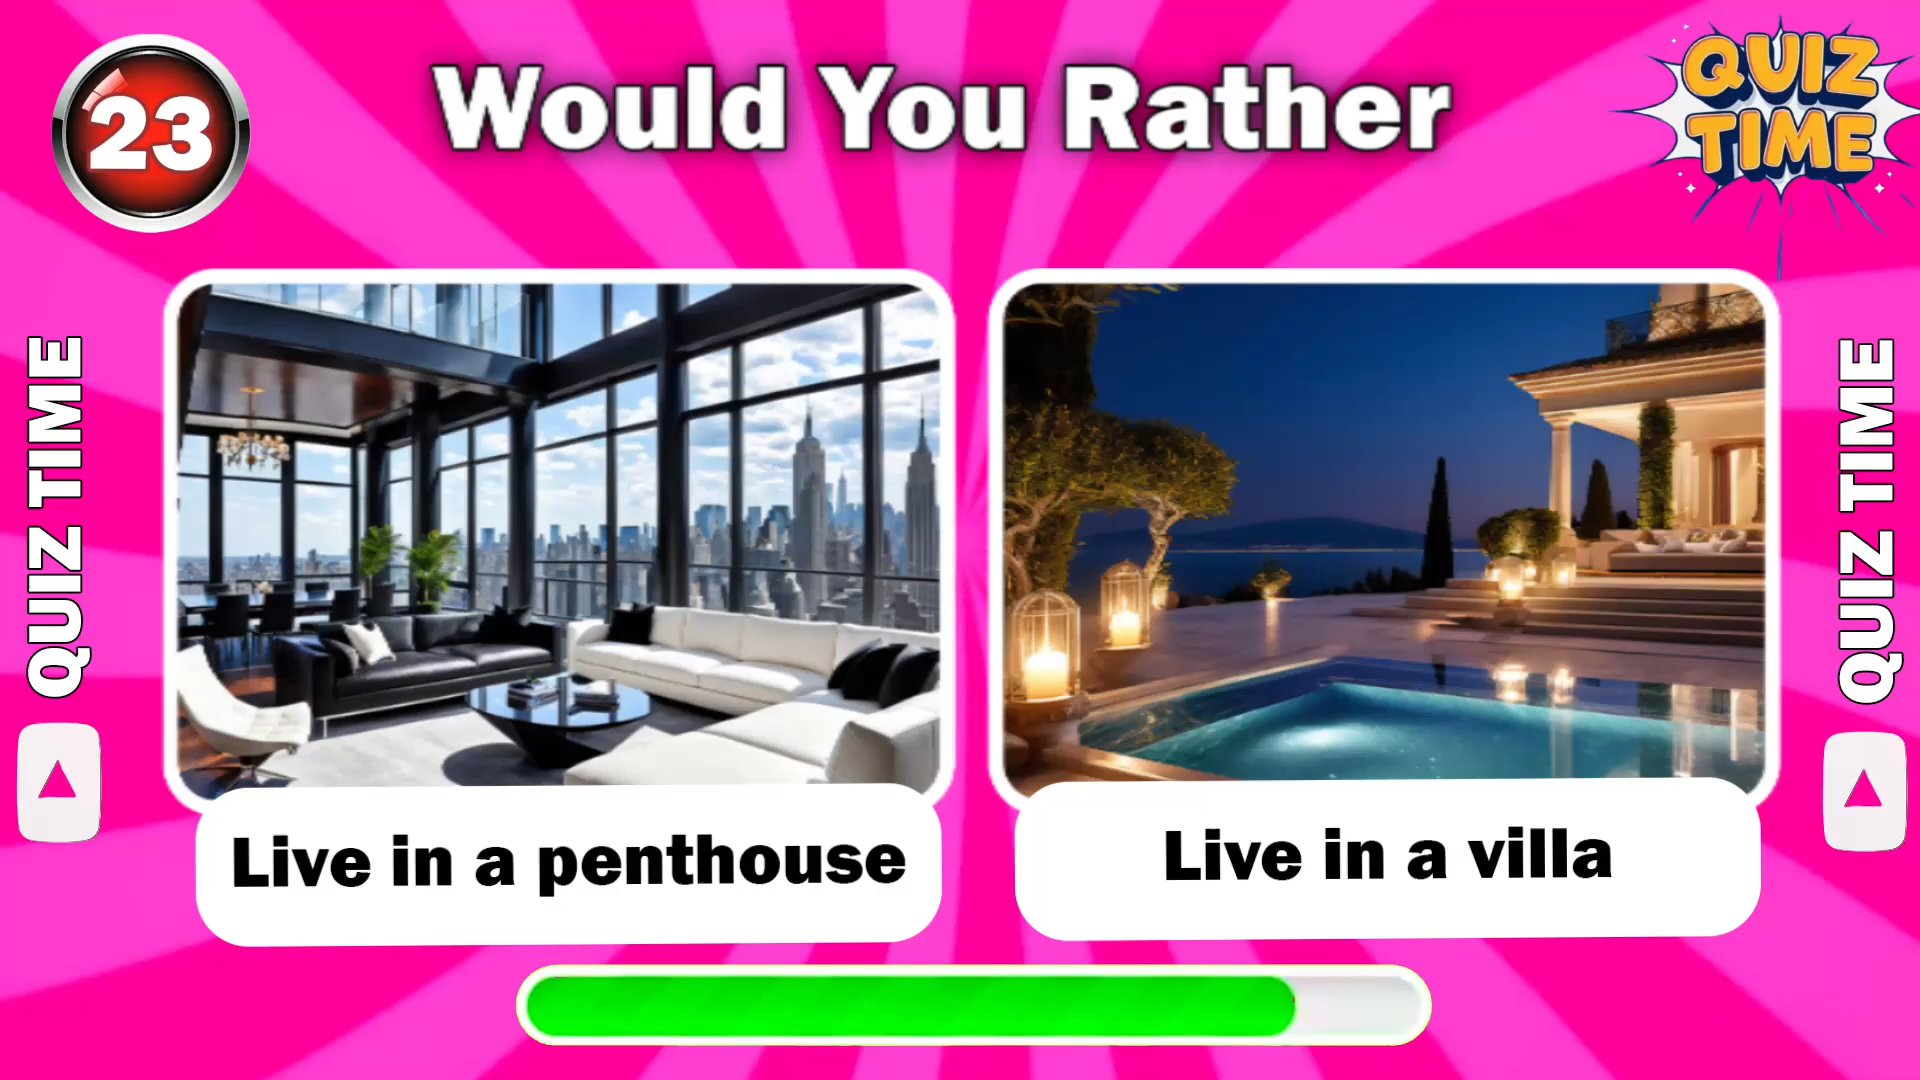 23
Would You Rather
QUIZ
TIME
QUIZ TIME
QUIZ TIME
Live in a penthouse
Live in a villa